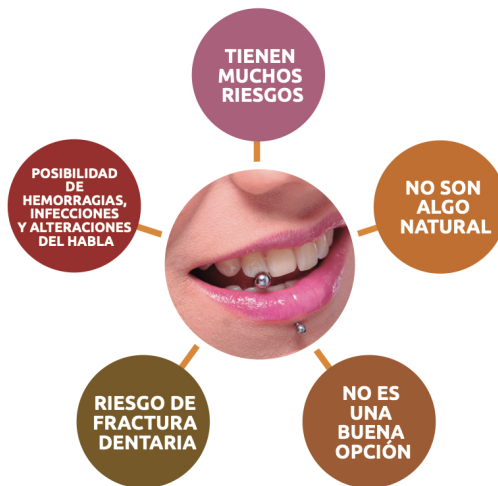 TIENEN
MUCHOS
RIESGOS
NO SON
ALGO
NATURAL
NO ES
UNA
BUENA
OPCIÓN
RIESGO DE
FRACTURA
DENTARIA
POSIBILIDAD
DE
HEMORRAGIAS,
INFECCIONES
Y ALTERACIONES
DEL HABLA